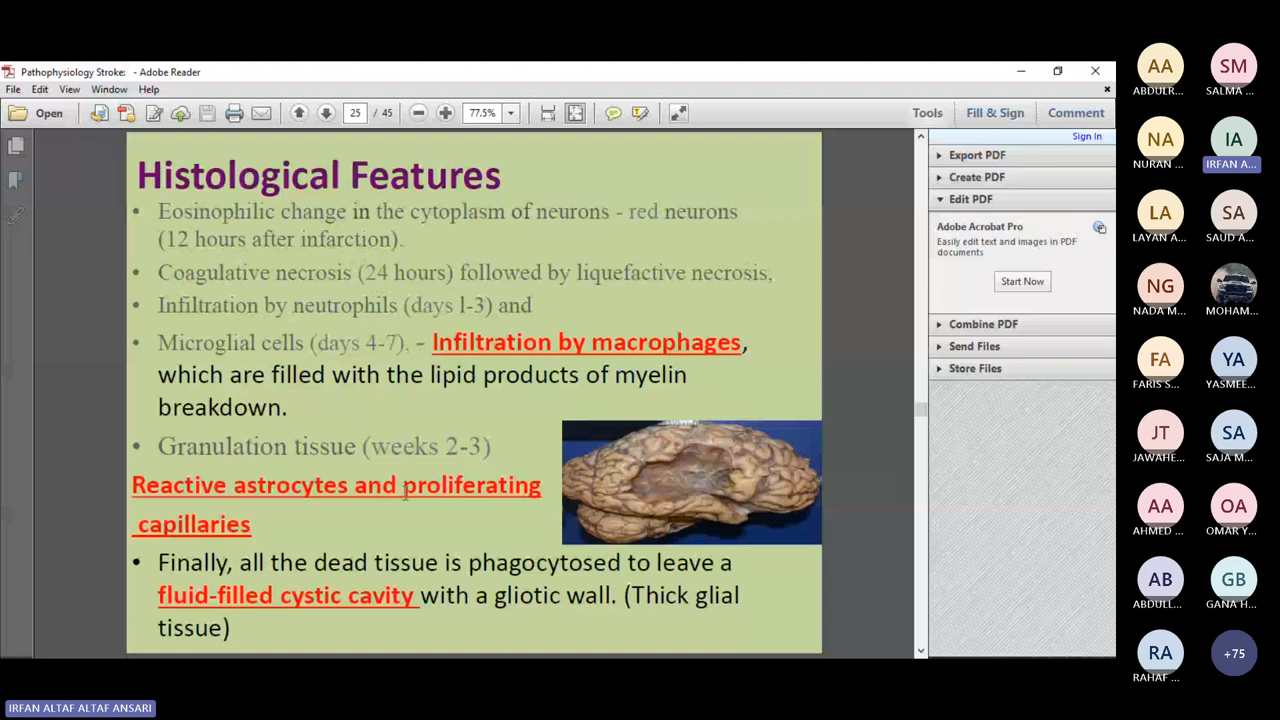 Pathophysiology Stroke: - Adobe Reader
File Edit View Window Help
Open 25 / 45 77.5% Tools Fill & Sign Comment
Sign In
Export PDF
Create PDF
Edit PDF
Adobe Acrobat Pro
Easily edit text and images in PDF
documents
Start Now
Combine PDF
Send Files
Store Files
Histological Features
• Eosinophilic change in the cytoplasm of neurons - red neurons
(12 hours after infarction).
• Coagulative necrosis (24 hours) followed by liquefactive necrosis,
• Infiltration by neutrophils (days l-3) and
• Microglial cells (days 4-7), - Infiltration by macrophages,
which are filled with the lipid products of myelin
breakdown.
• Granulation tissue (weeks 2-3)
Reactive astrocytes and proliferating
capillaries
• Finally, all the dead tissue is phagocytosed to leave a
fluid-filled cystic cavity with a gliotic wall. (Thick glial
tissue)
AA SM
ABDULR... SALMA ...
NA IA
NURAN ... IRFAN A...
LA SA
LAYAN A... SAUD A...
NG
NADA M... MOHAM...
FA YA
FARIS S... YASMEE...
JT SA
JAWAHE... SAJA M...
AA OA
AHMED ... OMAR Y...
AB GB
ABDULL... GANA H...
RA +75
RAHAF ...
IRFAN ALTAF ALTAF ANSARI